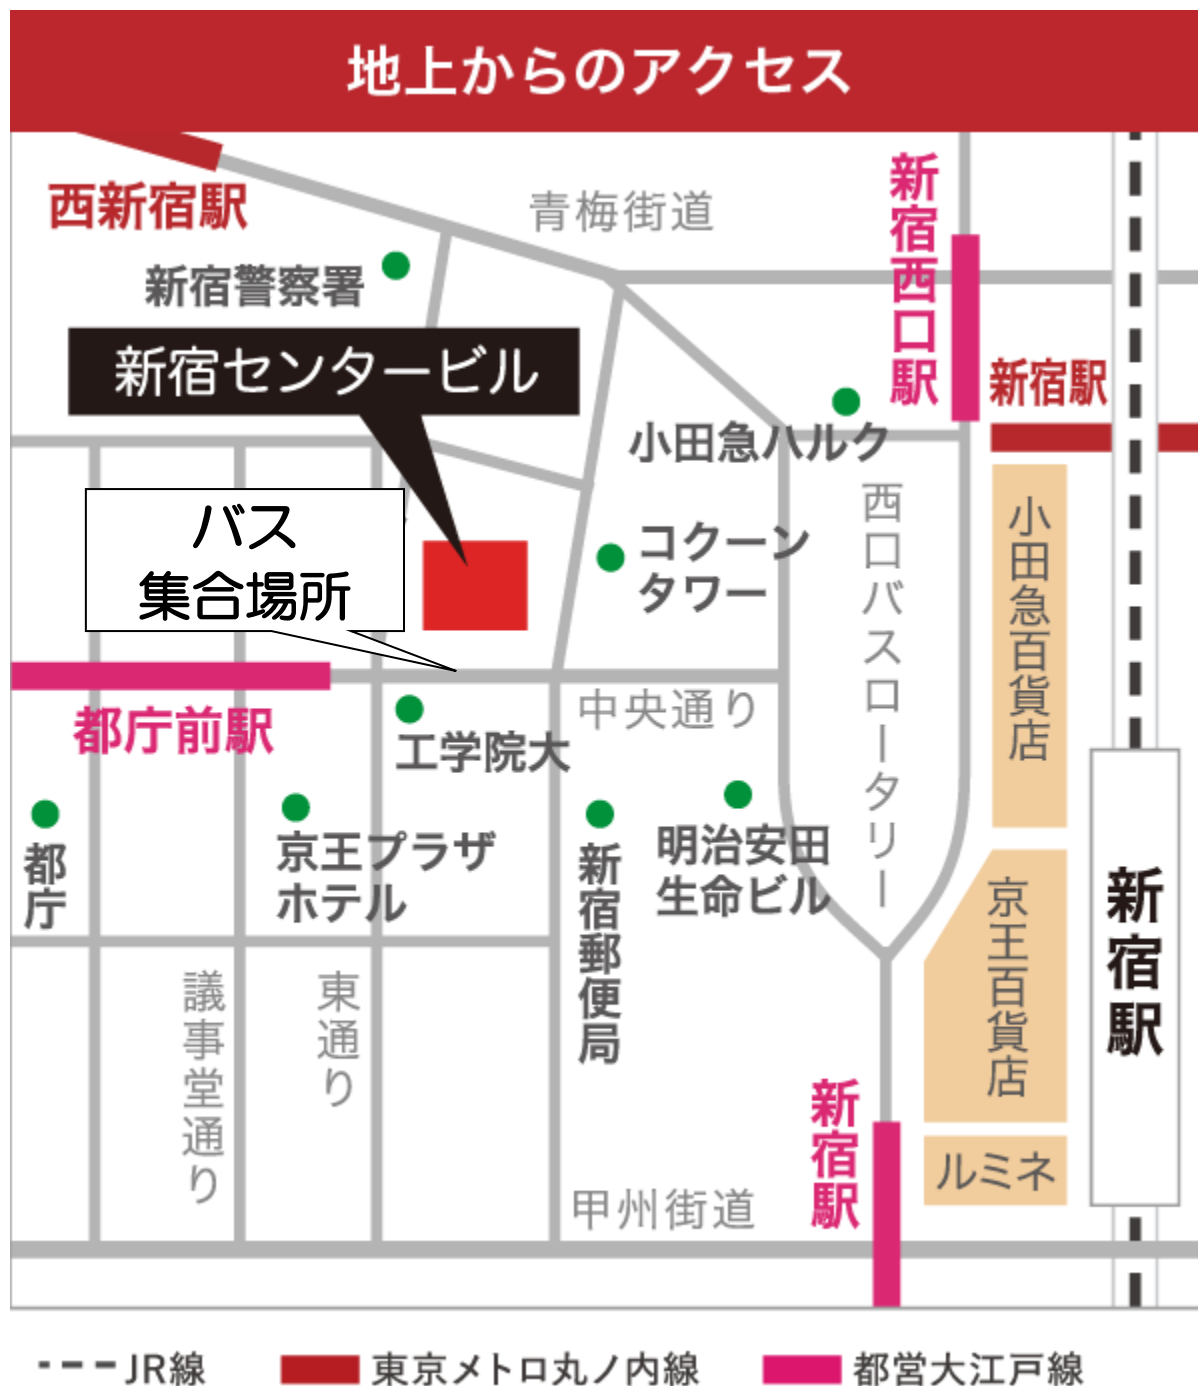 地上からのアクセス
西新宿駅
青梅街道
新宿西口駅
新宿警察署
新宿センタービル
新宿駅
小田急ハルク
西口バスロータリー
小田急百貨店
バス
集合場所
コクーン
タワー
都庁前駅
中央通り
工学院大
都庁
京王プラザ
ホテル
新宿郵便局
明治安田
生命ビル
京王百貨店
新宿駅
議事堂通り
東通り
新宿駅
ルミネ
甲州街道
JR線
東京メトロ丸ノ内線
都営大江戸線